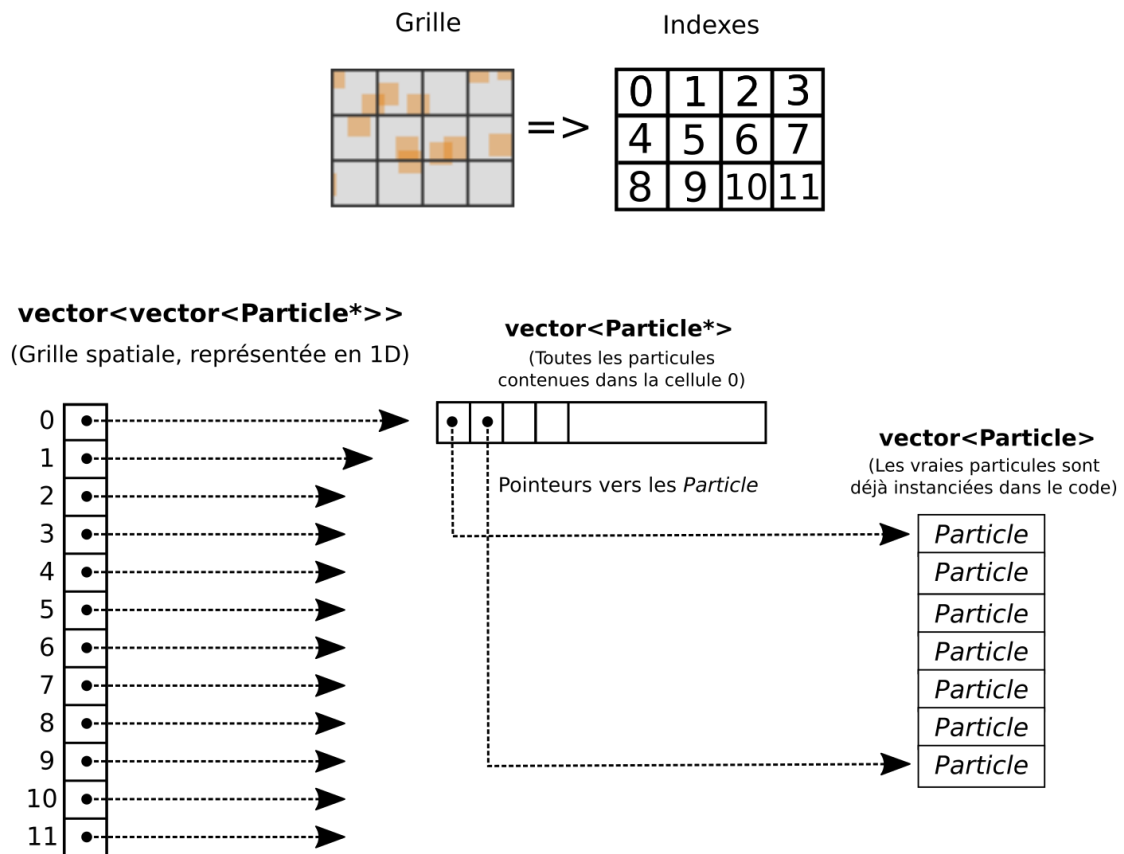 Grille
Indexes
=>
0 1 2 3
4 5 6 7
8 9 10 11
vector<vector<Particle*>>
(Grille spatiale, représentée en 1D)
vector<Particle*>
(Toutes les particules
contenues dans la cellule 0)
0
1
2
3
4
5
6
7
8
9
10
11
Pointeurs vers les Particle
vector<Particle>
(Les vraies particules sont
déjà instanciées dans le code)
Particle
Particle
Particle
Particle
Particle
Particle
Particle